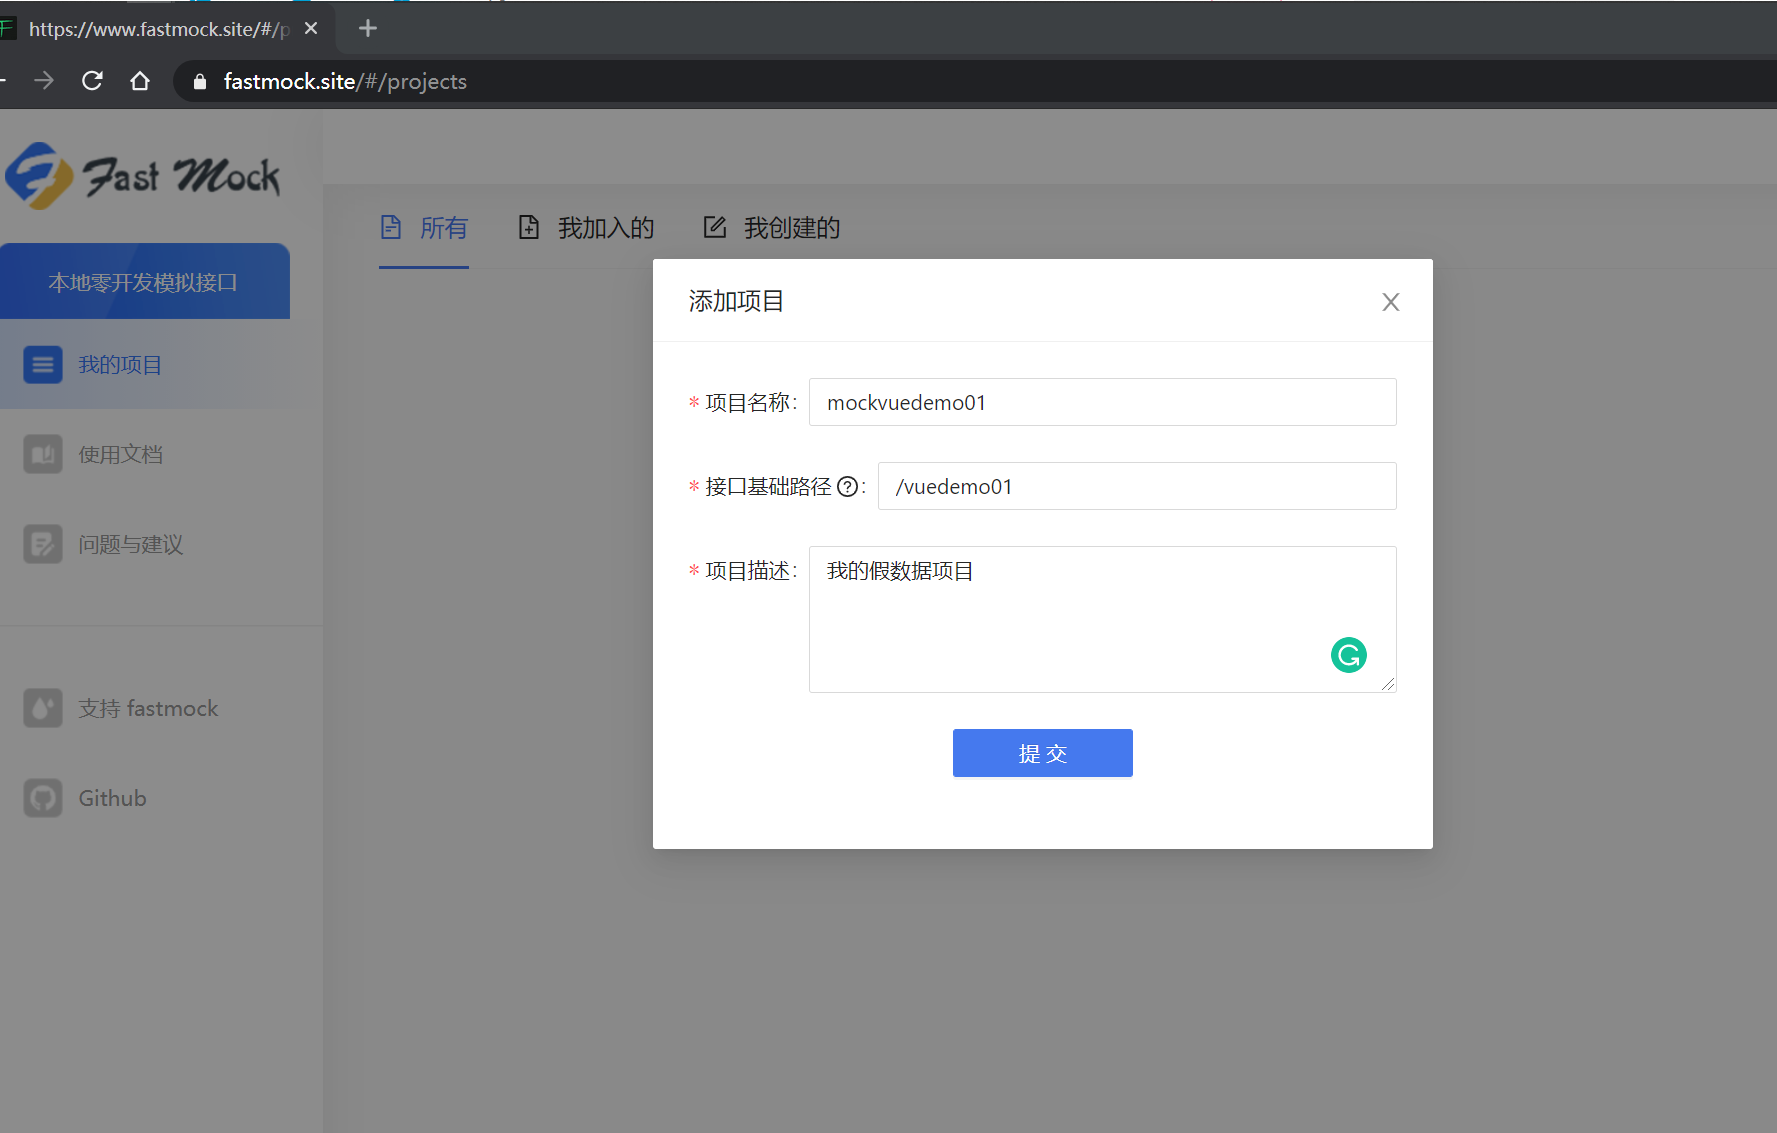 https://www.fastmock.site/#/p
fastmock.site/#/projects
Fast Mock
本地零开发模拟接口
我的项目
使用文档
问题与建议
支持 fastmock
Github
所有 我加入的 我创建的
添加项目
* 项目名称: mockvuedemo01
* 接口基础路径 ? : /vuedemo01
* 项目描述: 我的假数据项目
提 交